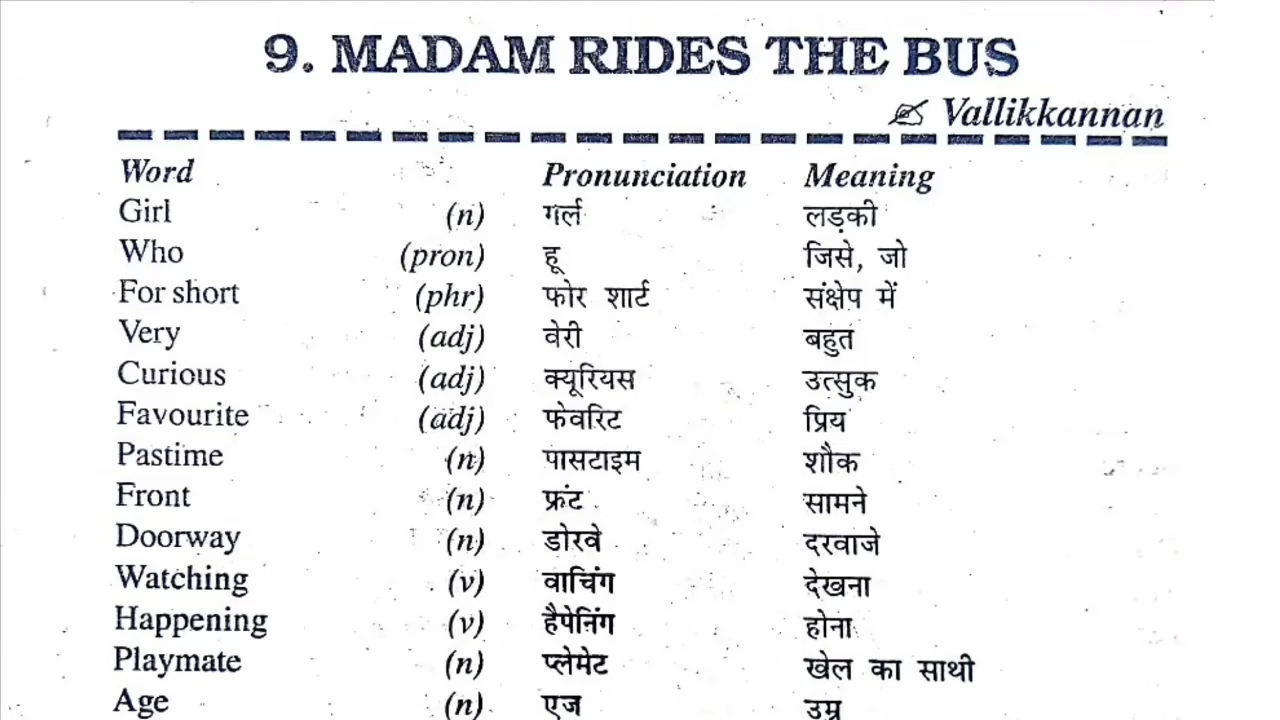 9. MADAM RIDES THE BUS
✍ Vallikkannan
Word Pronunciation Meaning
Girl (n) गर्ल लड़की
Who (pron) हू जिसे, जो
For short (phr) फोर शार्ट संक्षेप में
Very (adj) वेरी बहुत
Curious (adj) क्यूरियस उत्सुक
Favourite (adj) फेवरिट प्रिय
Pastime (n) पासटाइम शौक
Front (n) फ्रंट सामने
Doorway (n) डोरवे दरवाजे
Watching (v) वाचिंग देखना
Happening (v) हैपेनिंग होना
Playmate (n) प्लेमेट खेल का साथी
Age (n) एज उम्र